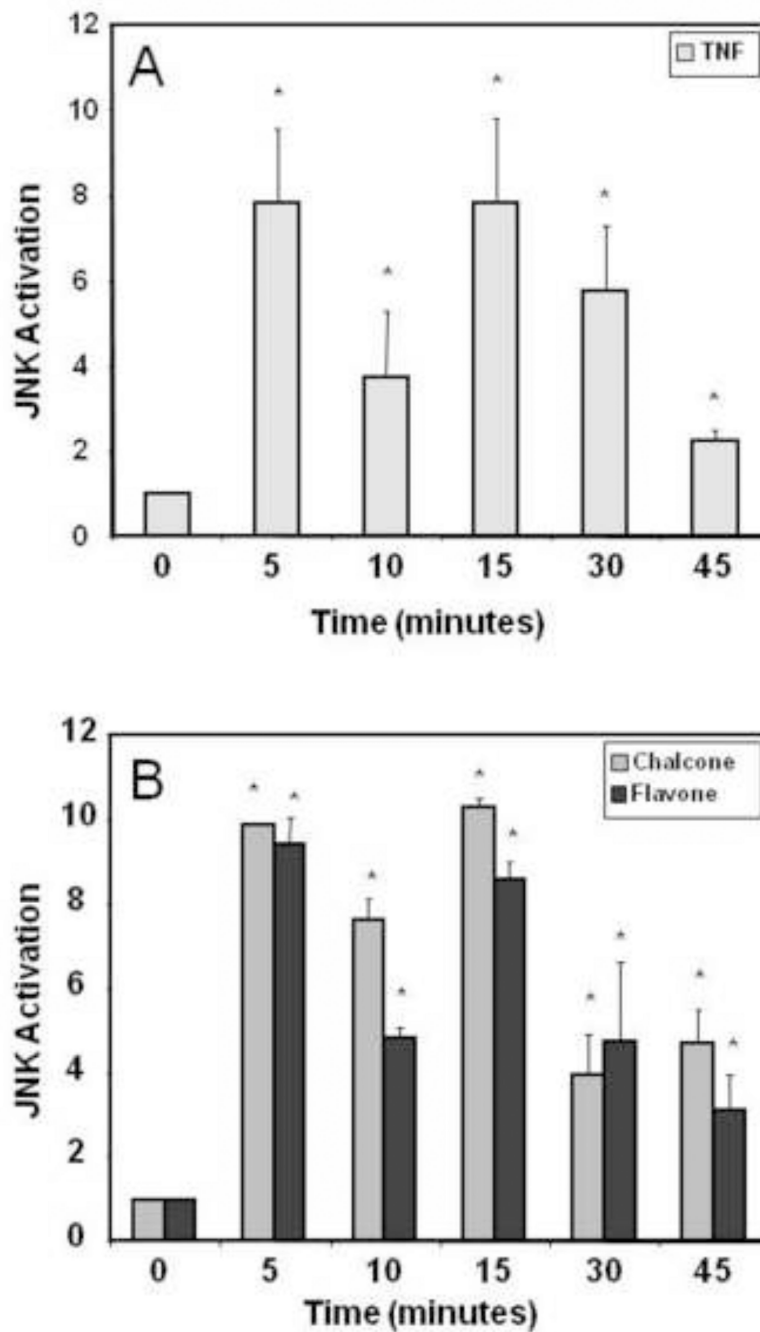 A
TNF
12
10
8
6
4
2
0
JNK Activation
* * * * *
0 5 10 15 30 45
Time (minutes)
B
Chalcone
Flavone
12
10
8
6
4
2
0
JNK Activation
* * * * * * * * * *
0 5 10 15 30 45
Time (minutes)